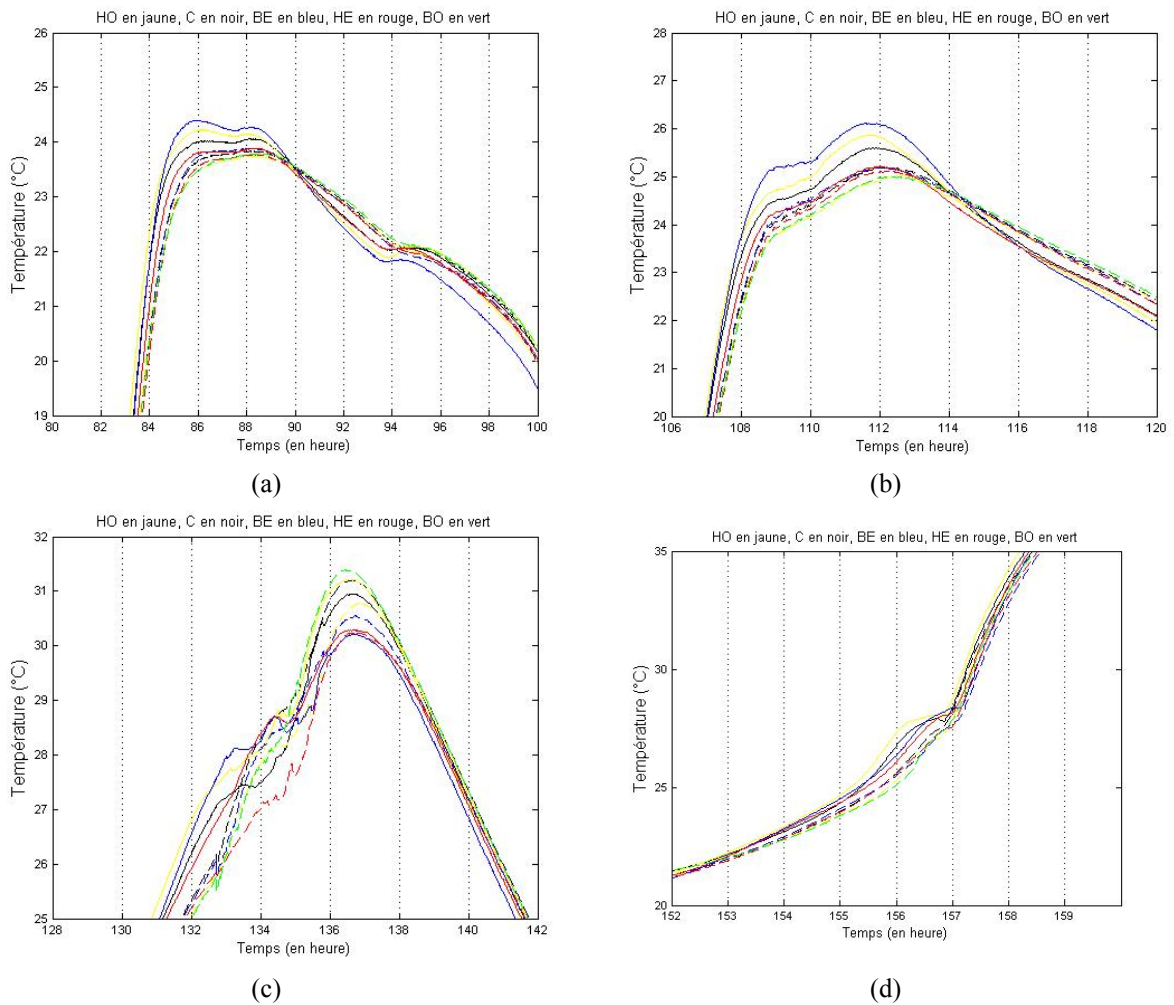 HO en jaune, C en noir, BE en bleu, HE en rouge, BO en vert
26
25
24
23
22
21
20
19
80 82 84 86 88 90 92 94 96 98 100
Température (°C)
Temps (en heure)
(a)
HO en jaune, C en noir, BE en bleu, HE en rouge, BO en vert
28
27
26
25
24
23
22
21
20
106 108 110 112 114 116 118 120
Température (°C)
Temps (en heure)
(b)
HO en jaune, C en noir, BE en bleu, HE en rouge, BO en vert
32
31
30
29
28
27
26
25
128 130 132 134 136 138 140 142
Température (°C)
Temps (en heure)
(c)
HO en jaune, C en noir, BE en bleu, HE en rouge, BO en vert
35
30
25
20
152 153 154 155 156 157 158 159
Température (°C)
Temps (en heure)
(d)